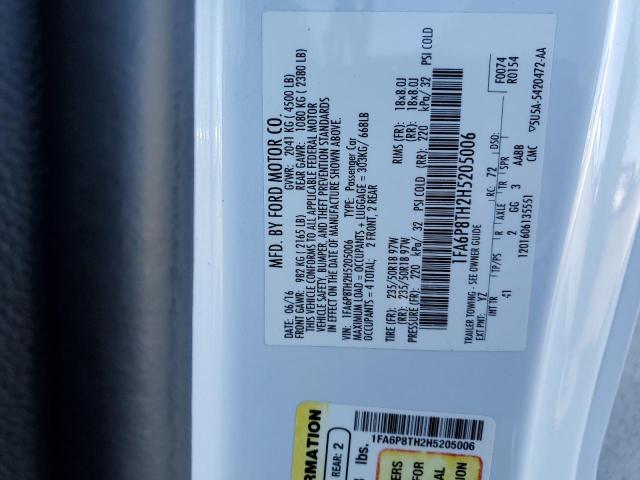 MFD. BY FORD MOTOR CO.
DATE: 06/16 GVWR: 2041 KG ( 4500 LB)
FRONT GAWR: 982 KG ( 2165 LB) REAR GAWR: 1080 KG ( 2380 LB)
THIS VEHICLE CONFORMS TO ALL APPLICABLE FEDERAL MOTOR
VEHICLE SAFETY, BUMPER, AND THEFT PREVENTION STANDARDS
IN EFFECT ON THE DATE OF MANUFACTURE SHOWN ABOVE.
VIN: 1FA6P8TH2H5205006 TYPE: Passenger Car
MAXIMUM LOAD = OCCUPANTS + LUGGAGE = 303KG/ 668LB
OCCUPANTS = 4 TOTAL; 2 FRONT, 2 REAR
TIRE (FR): 235/50R18 97W RIMS (FR): 18x8.0J
(RR): 235/50R18 97W (RR): 18x8.0J
PRESSURE (FR): 220 kPa/ 32 PSI COLD (RR): 220 kPa/ 32 PSI COLD
1FA6P8TH2H5205006
TRAILER TOWING - SEE OWNER GUIDE
F0074
R0154
EXT PNT: YZ RC: 72 DSO:
INT TR TP/PS R AXLE TR SPR
41 2 GG 3 AABB
1201606135551 CMC
5U5A-5420472-AA
RMATION
REAR: 2
1FA6P8TH2H5205006
lbs.